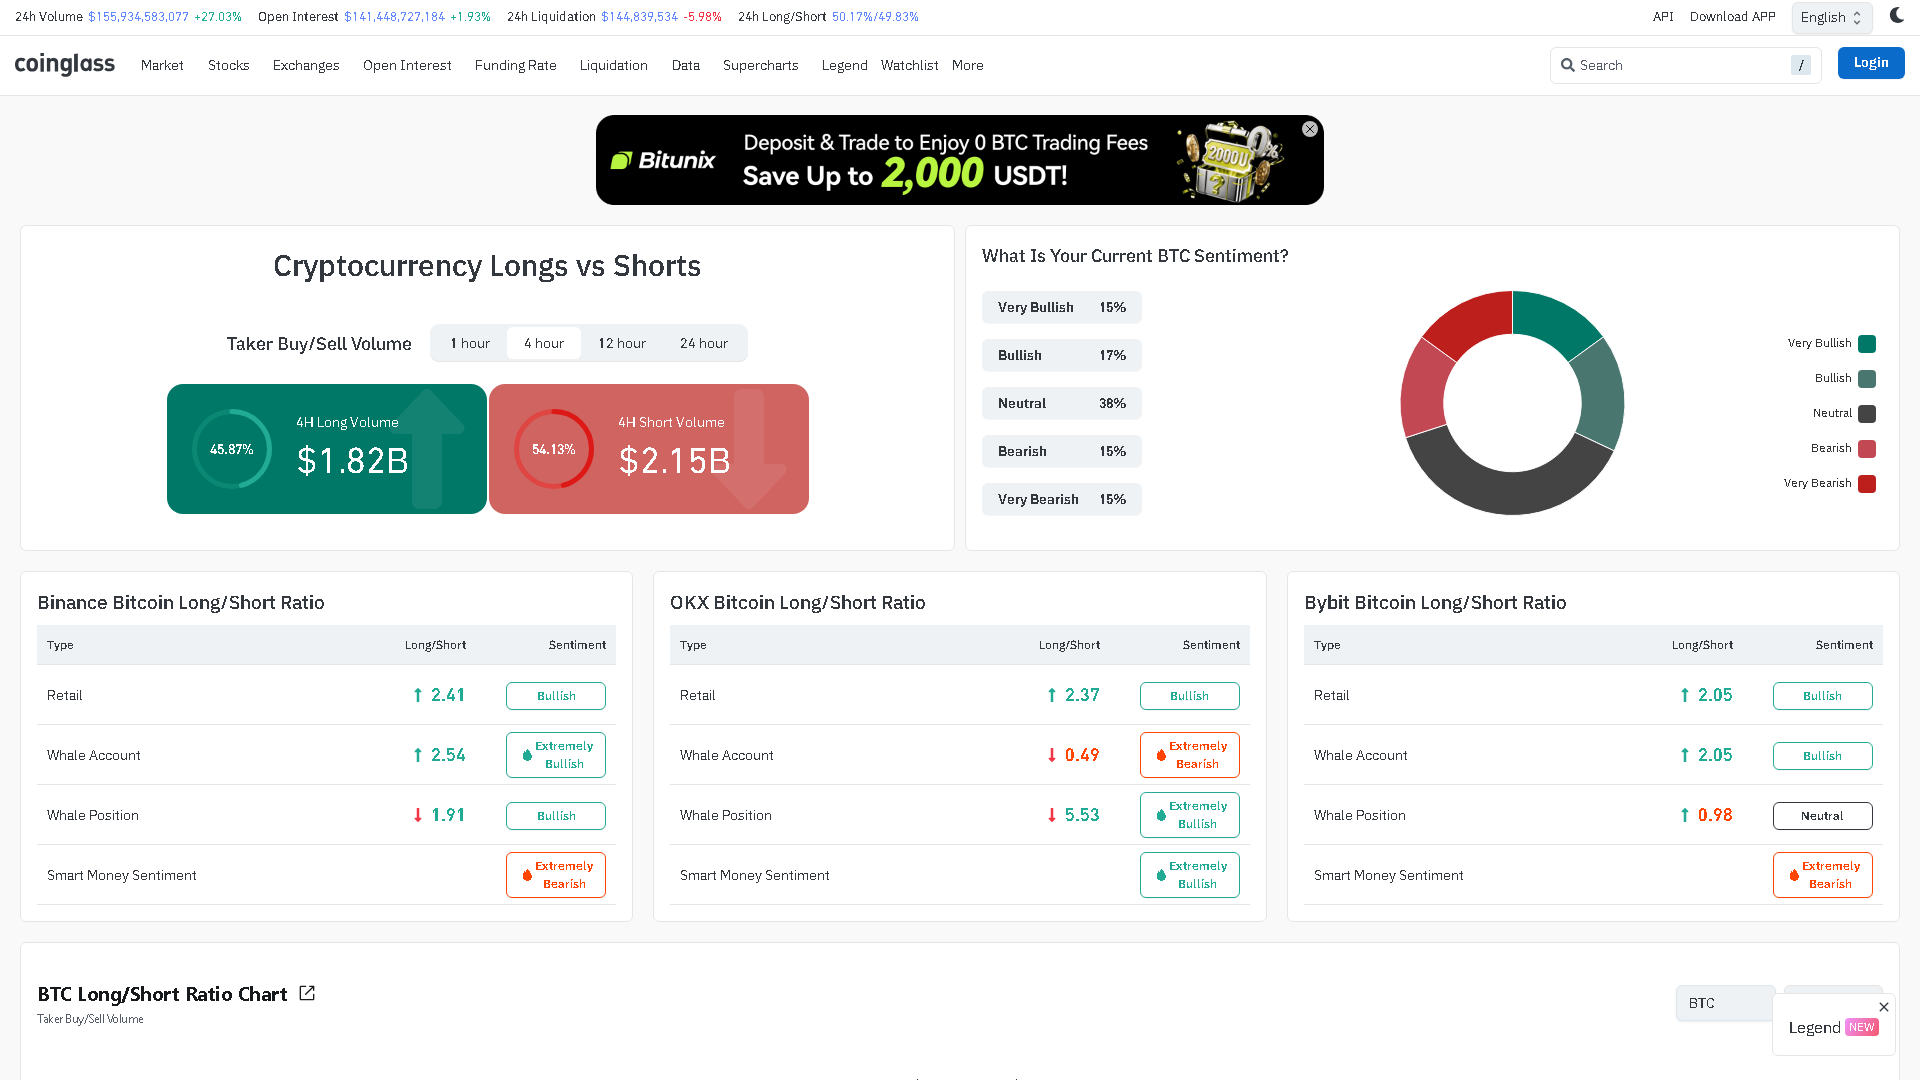 24h Volume $155,934,583,077 +27.03% Open Interest $141,448,727,184 +1.93% 24h Liquidation $144,839,534 -5.98% 24h Long/Short 50.17%/49.83% API Download APP English
coinglass Market Stocks Exchanges Open Interest Funding Rate Liquidation Data Supercharts Legend Watchlist More Search / Login
Bitunix
Deposit & Trade to Enjoy 0 BTC Trading Fees
Save Up to 2,000 USDT!
2000U
0%
?
Cryptocurrency Longs vs Shorts
Taker Buy/Sell Volume 1 hour 4 hour 12 hour 24 hour
45.87%
4H Long Volume
$1.82B
54.13%
4H Short Volume
$2.15B
What Is Your Current BTC Sentiment?
Very Bullish 15%
Bullish 17%
Neutral 38%
Bearish 15%
Very Bearish 15%
Very Bullish
Bullish
Neutral
Bearish
Very Bearish
Binance Bitcoin Long/Short Ratio
Type Long/Short Sentiment
Retail 2.41 Bullish
Whale Account 2.54 Extremely Bullish
Whale Position 1.91 Bullish
Smart Money Sentiment Extremely Bearish
OKX Bitcoin Long/Short Ratio
Type Long/Short Sentiment
Retail 2.37 Bullish
Whale Account 0.49 Extremely Bearish
Whale Position 5.53 Extremely Bullish
Smart Money Sentiment Extremely Bullish
Bybit Bitcoin Long/Short Ratio
Type Long/Short Sentiment
Retail 2.05 Bullish
Whale Account 2.05 Bullish
Whale Position 0.98 Neutral
Smart Money Sentiment Extremely Bearish
BTC Long/Short Ratio Chart
Taker Buy/Sell Volume
BTC
Legend NEW